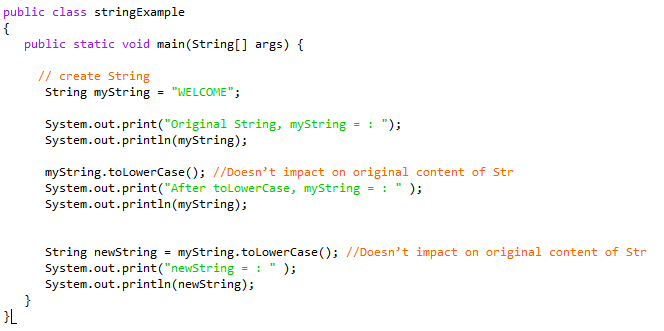 public class stringExample
{
public static void main(String[] args) {
// create String
String myString = "WELCOME";
System.out.print("Original String, myString = : ");
System.out.println(myString);
myString.toLowerCase(); //Doesn’t impact on original content of Str
System.out.print("After toLowerCase, myString = : " );
System.out.println(myString);
String newString = myString.toLowerCase(); //Doesn’t impact on original content of Str
System.out.print("newString = : " );
System.out.println(newString);
}
}